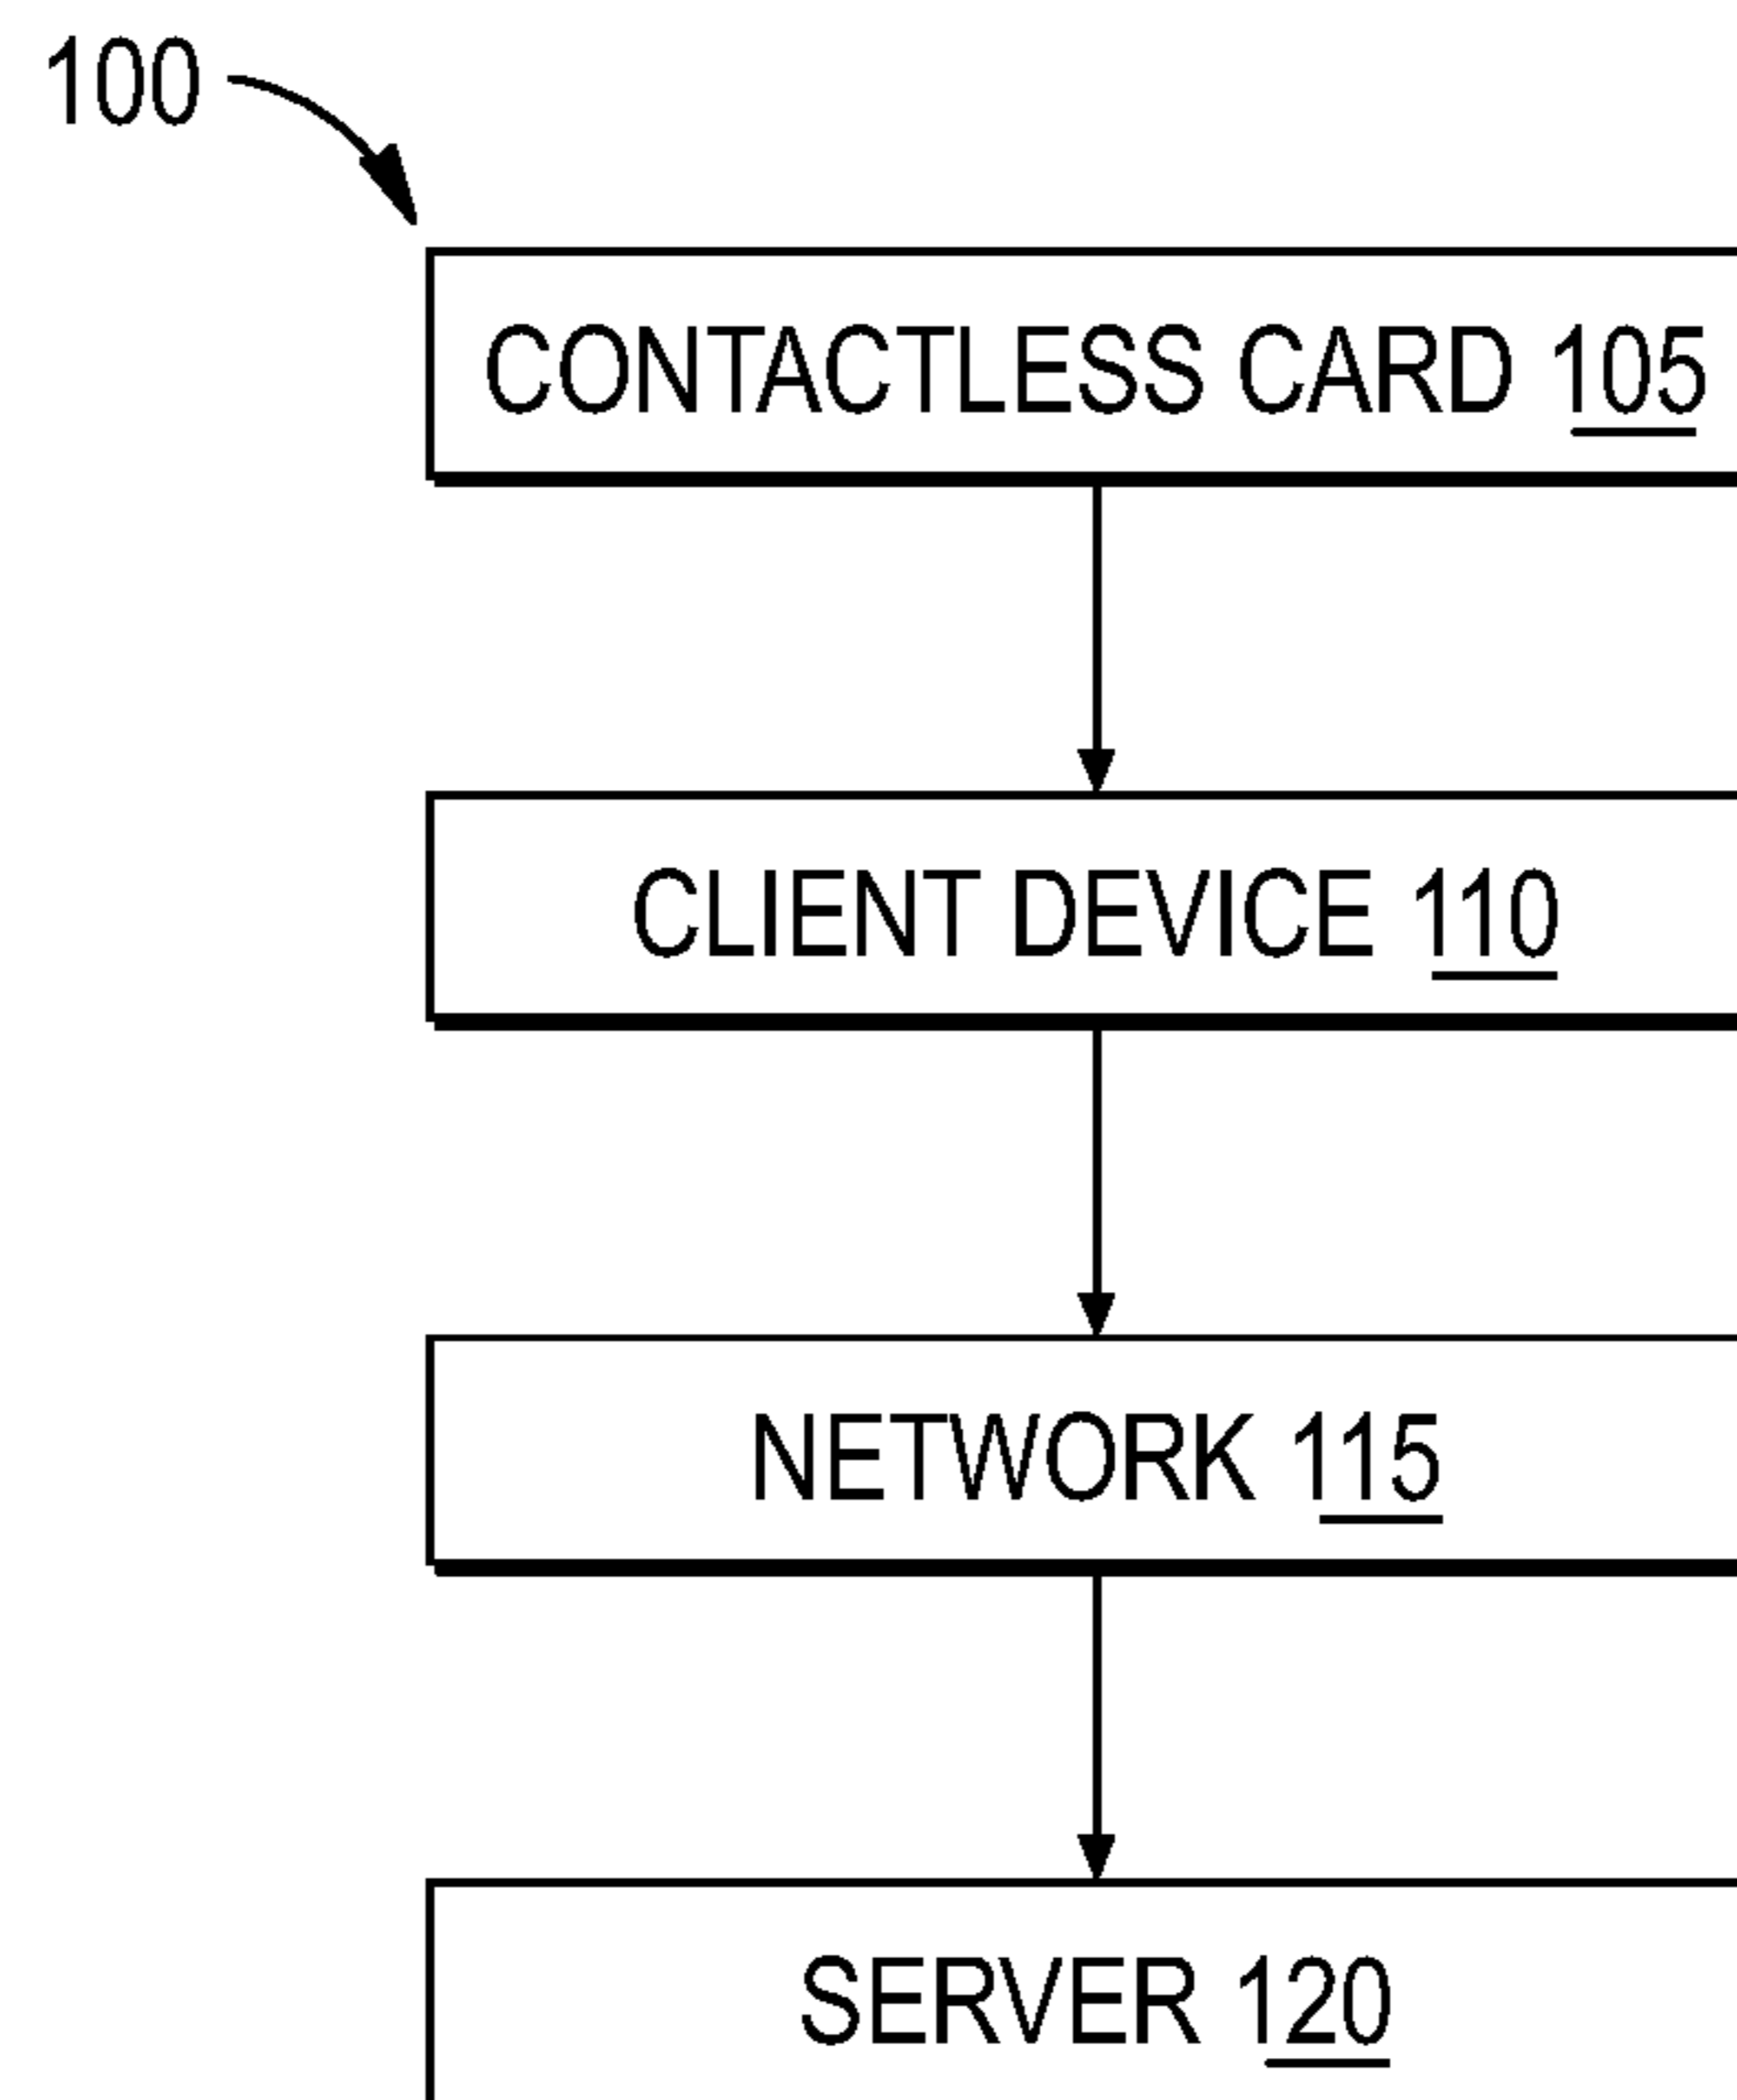 100
CONTACTLESS CARD 105
CLIENT DEVICE 110
NETWORK 115
SERVER 120